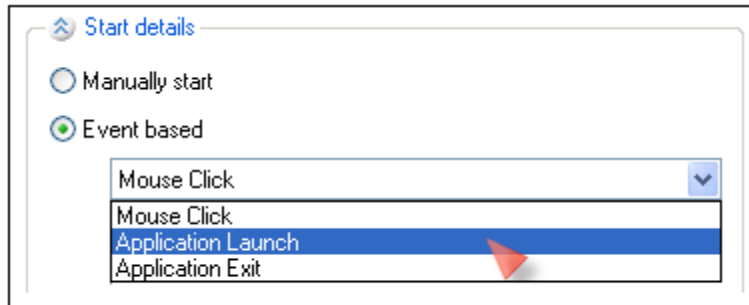 Start details
Manually start
Event based
Mouse Click
Mouse Click
Application Launch
Application Exit